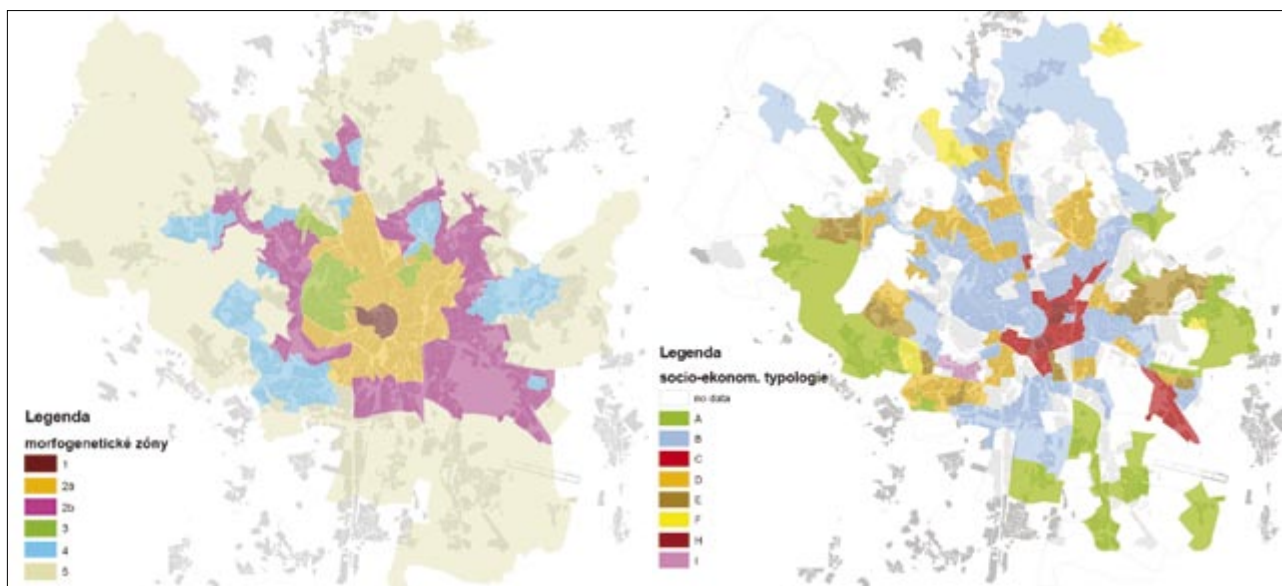 Legenda
morfogenetické zóny
1
2a
2b
3
4
5
Legenda
socio-ekonom. typologie
no data
A
B
C
D
E
F
H
I